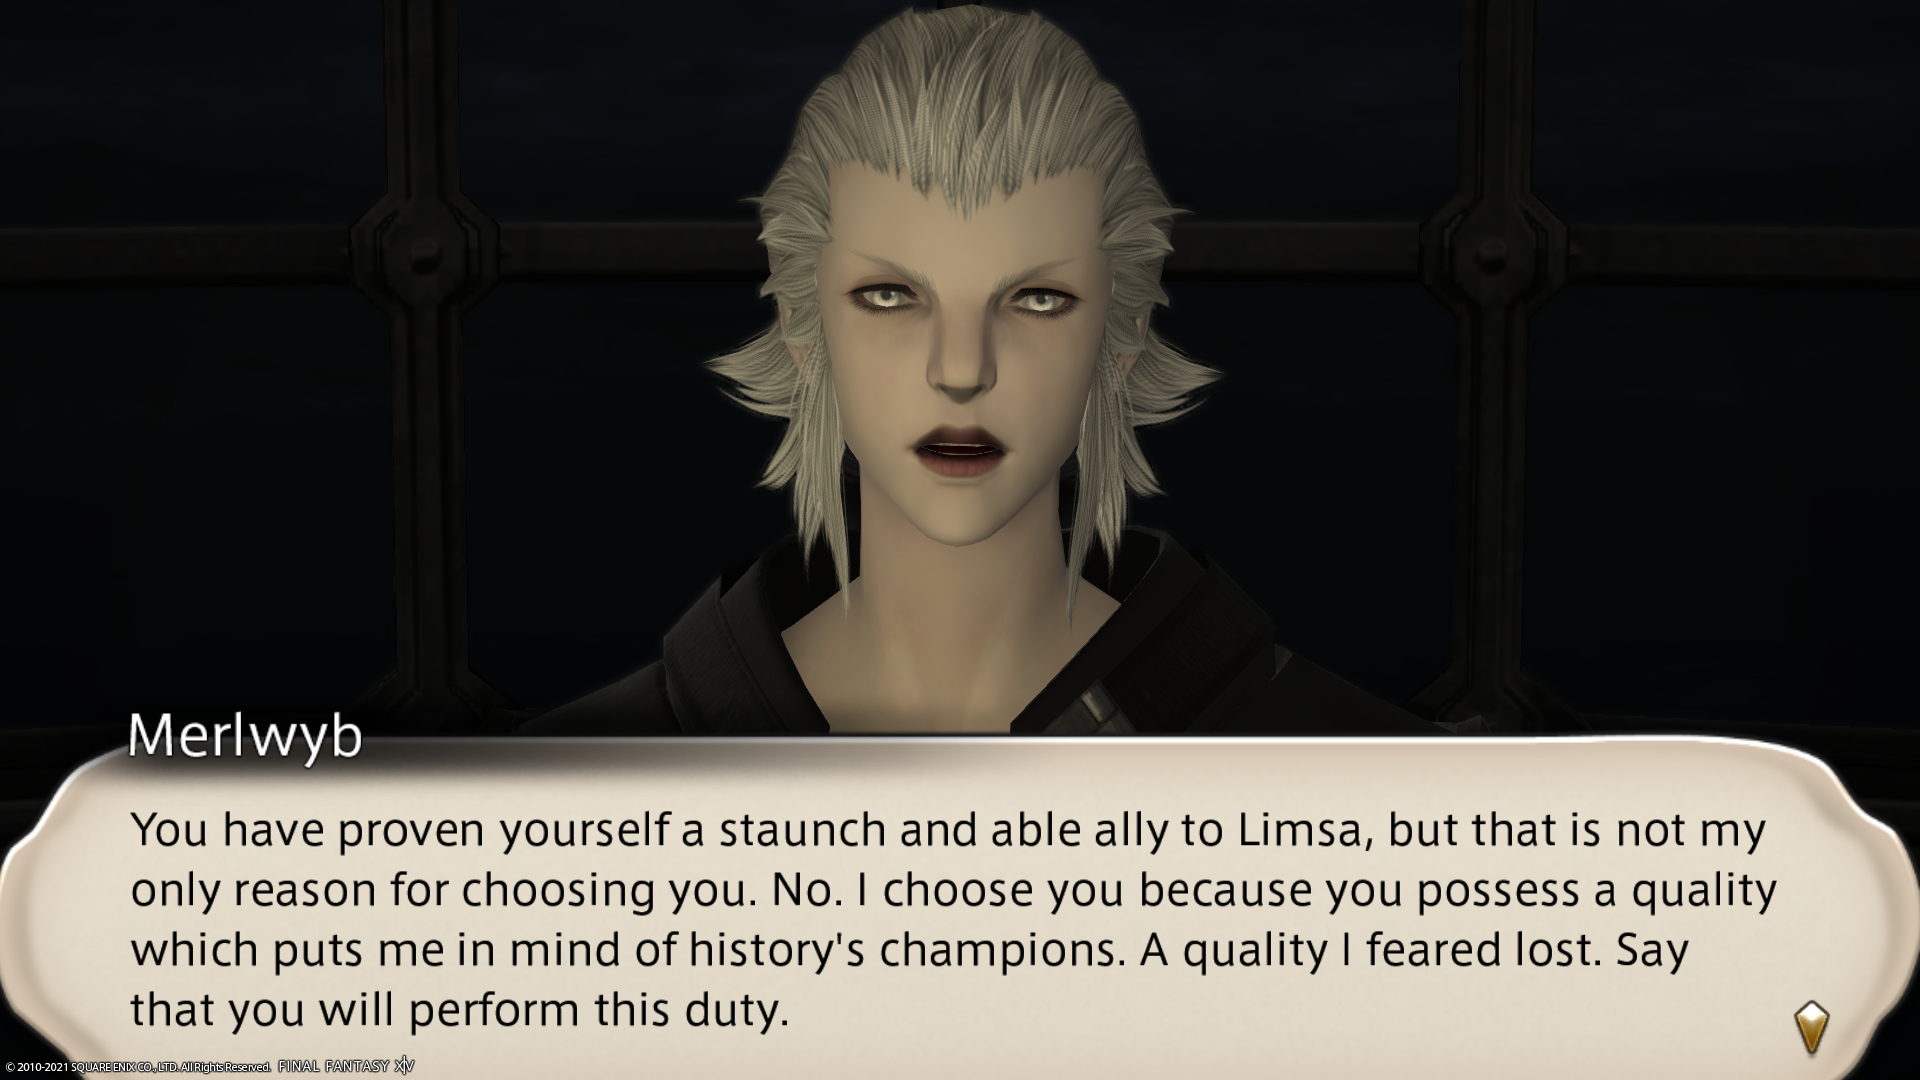 Merlwyb
You have proven yourself a staunch and able ally to Limsa, but that is not my
only reason for choosing you. No. I choose you because you possess a quality
which puts me in mind of history's champions. A quality I feared lost. Say
that you will perform this duty.
© 2010-2021 SQUARE ENIX CO., LTD. All Rights Reserved. FINAL FANTASY XIV